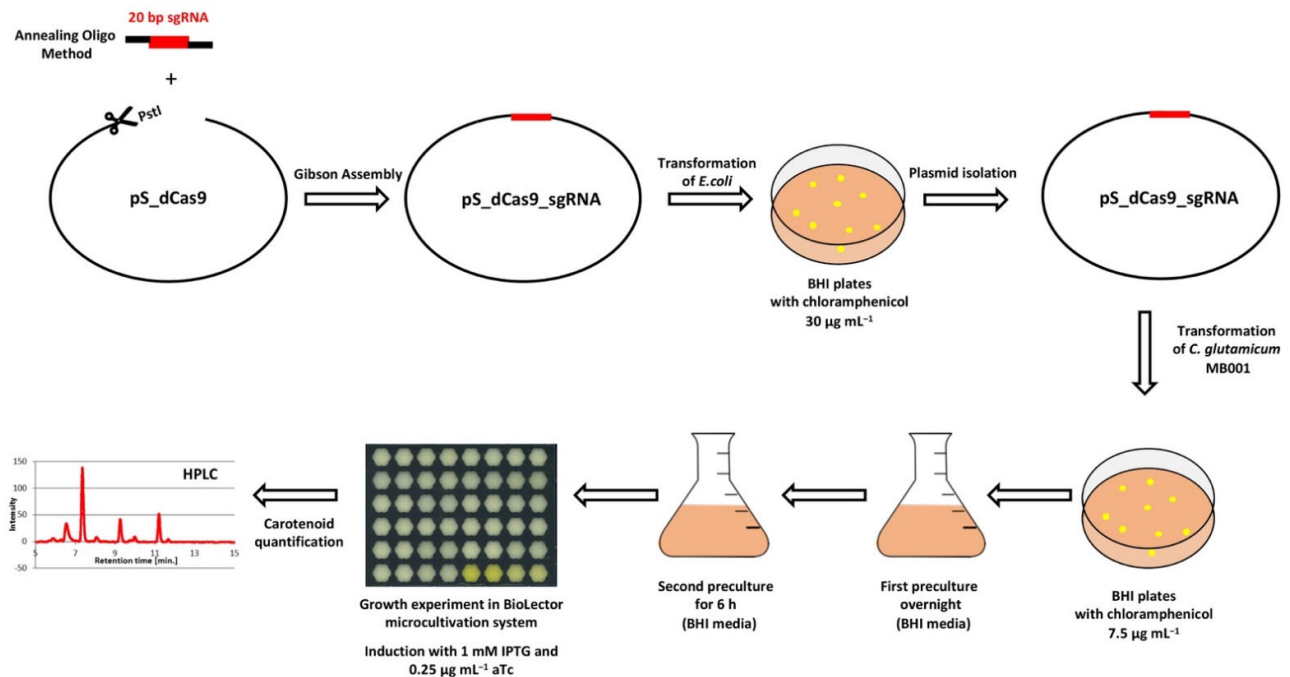 20 bp sgRNA
Annealing Oligo
Method
+
PstI
pS_dCas9
Gibson Assembly
pS_dCas9_sgRNA
Transformation
of E.coli
BHI plates
with chloramphenicol
30 µg mL⁻¹
Plasmid isolation
pS_dCas9_sgRNA
Transformation
of C. glutamicum
MB001
BHI plates
with chloramphenicol
7.5 µg mL⁻¹
First preculture
overnight
(BHI media)
Second preculture
for 6 h
(BHI media)
Growth experiment in BioLector
microcultivation system
Induction with 1 mM IPTG and
0.25 µg mL⁻¹ aTc
Carotenoid
quantification
HPLC
Intensity
150
100
50
0
-50
5 7 9 11 13 15
Retention time [min.]